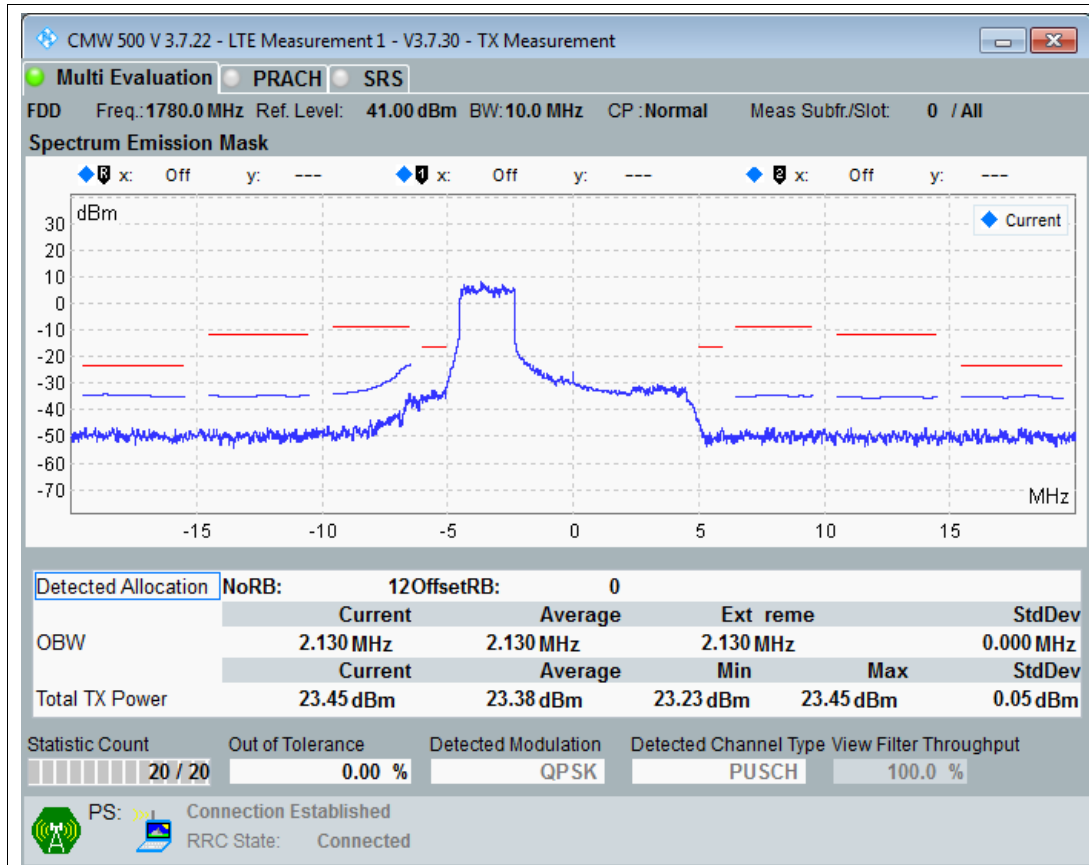 CMW 500 V 3.7.22 - LTE Measurement 1 - V3.7.30 - TX Measurement
Multi Evaluation PRACH SRS
FDD Freq.: 1780.0 MHz Ref. Level: 41.00 dBm BW: 10.0 MHz CP : Normal Meas Subfr./Slot: 0 / All
Spectrum Emission Mask
R x: Off y: --- 1 x: Off y: --- 2 x: Off y: ---
dBm
Current
30
20
10
0
-10
-20
-30
-40
-50
-60
-70
MHz
-15 -10 -5 0 5 10 15
Detected Allocation NoRB: 12 OffsetRB: 0
Current Average Ext reme StdDev
OBW 2.130 MHz 2.130 MHz 2.130 MHz 0.000 MHz
Current Average Min Max StdDev
Total TX Power 23.45 dBm 23.38 dBm 23.23 dBm 23.45 dBm 0.05 dBm
Statistic Count Out of Tolerance Detected Modulation Detected Channel Type View Filter Throughput
20 / 20 0.00 % QPSK PUSCH 100.0 %
PS: Connection Established
RRC State: Connected